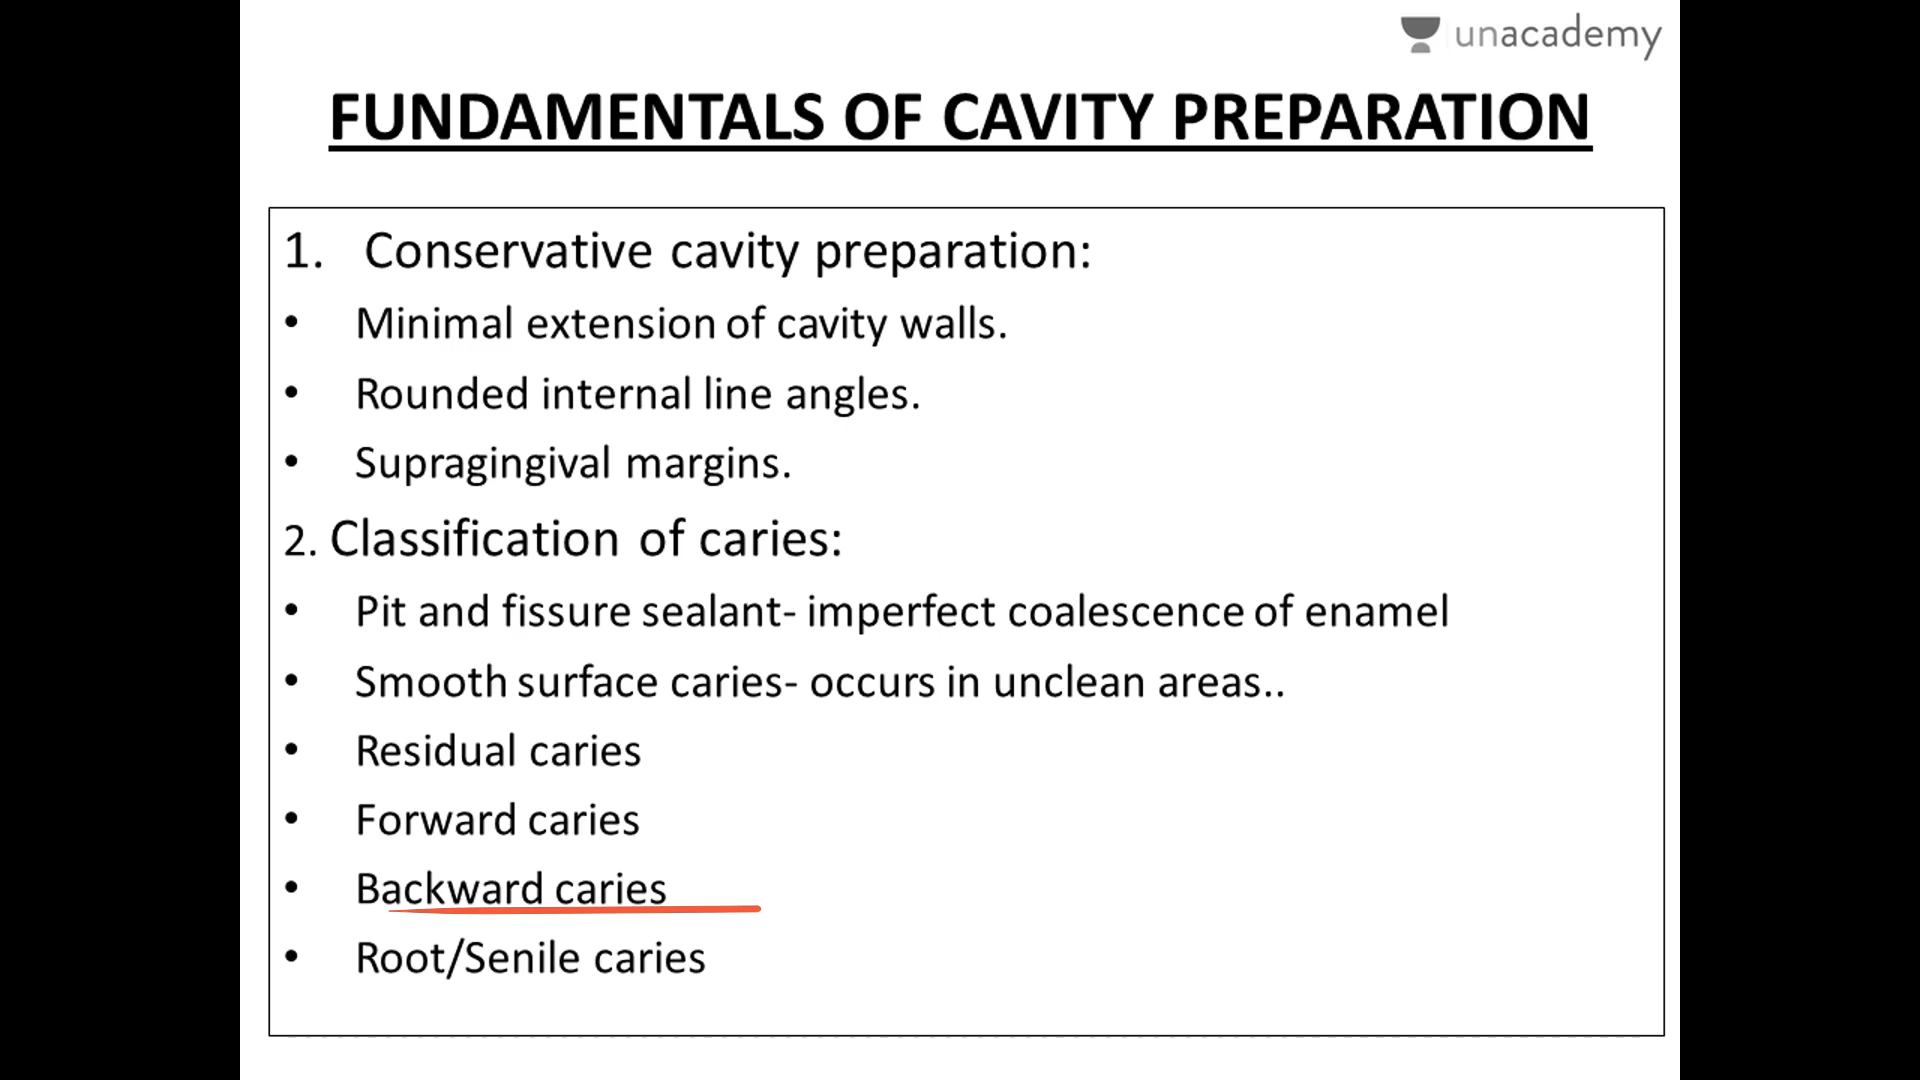 unacademy
FUNDAMENTALS OF CAVITY PREPARATION
1. Conservative cavity preparation:
• Minimal extension of cavity walls.
• Rounded internal line angles.
• Supragingival margins.
2. Classification of caries:
• Pit and fissure sealant- imperfect coalescence of enamel
• Smooth surface caries- occurs in unclean areas..
• Residual caries
• Forward caries
• Backward caries
• Root/Senile caries